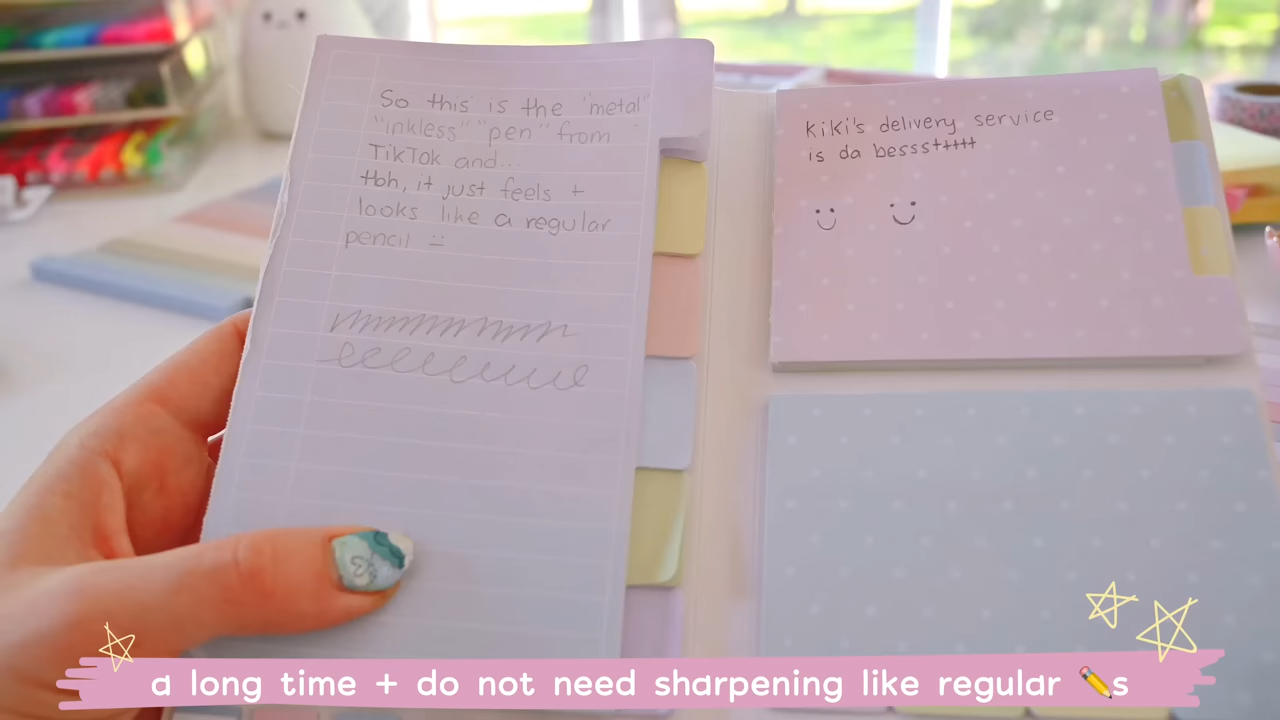 So this is the "metal"
"inkless" "pen" from
TikTok and...
tbh, it just feels +
looks like a regular
pencil :)
Kiki's delivery service
is da bessstttt
a long time + do not need sharpening like regular ✏️s